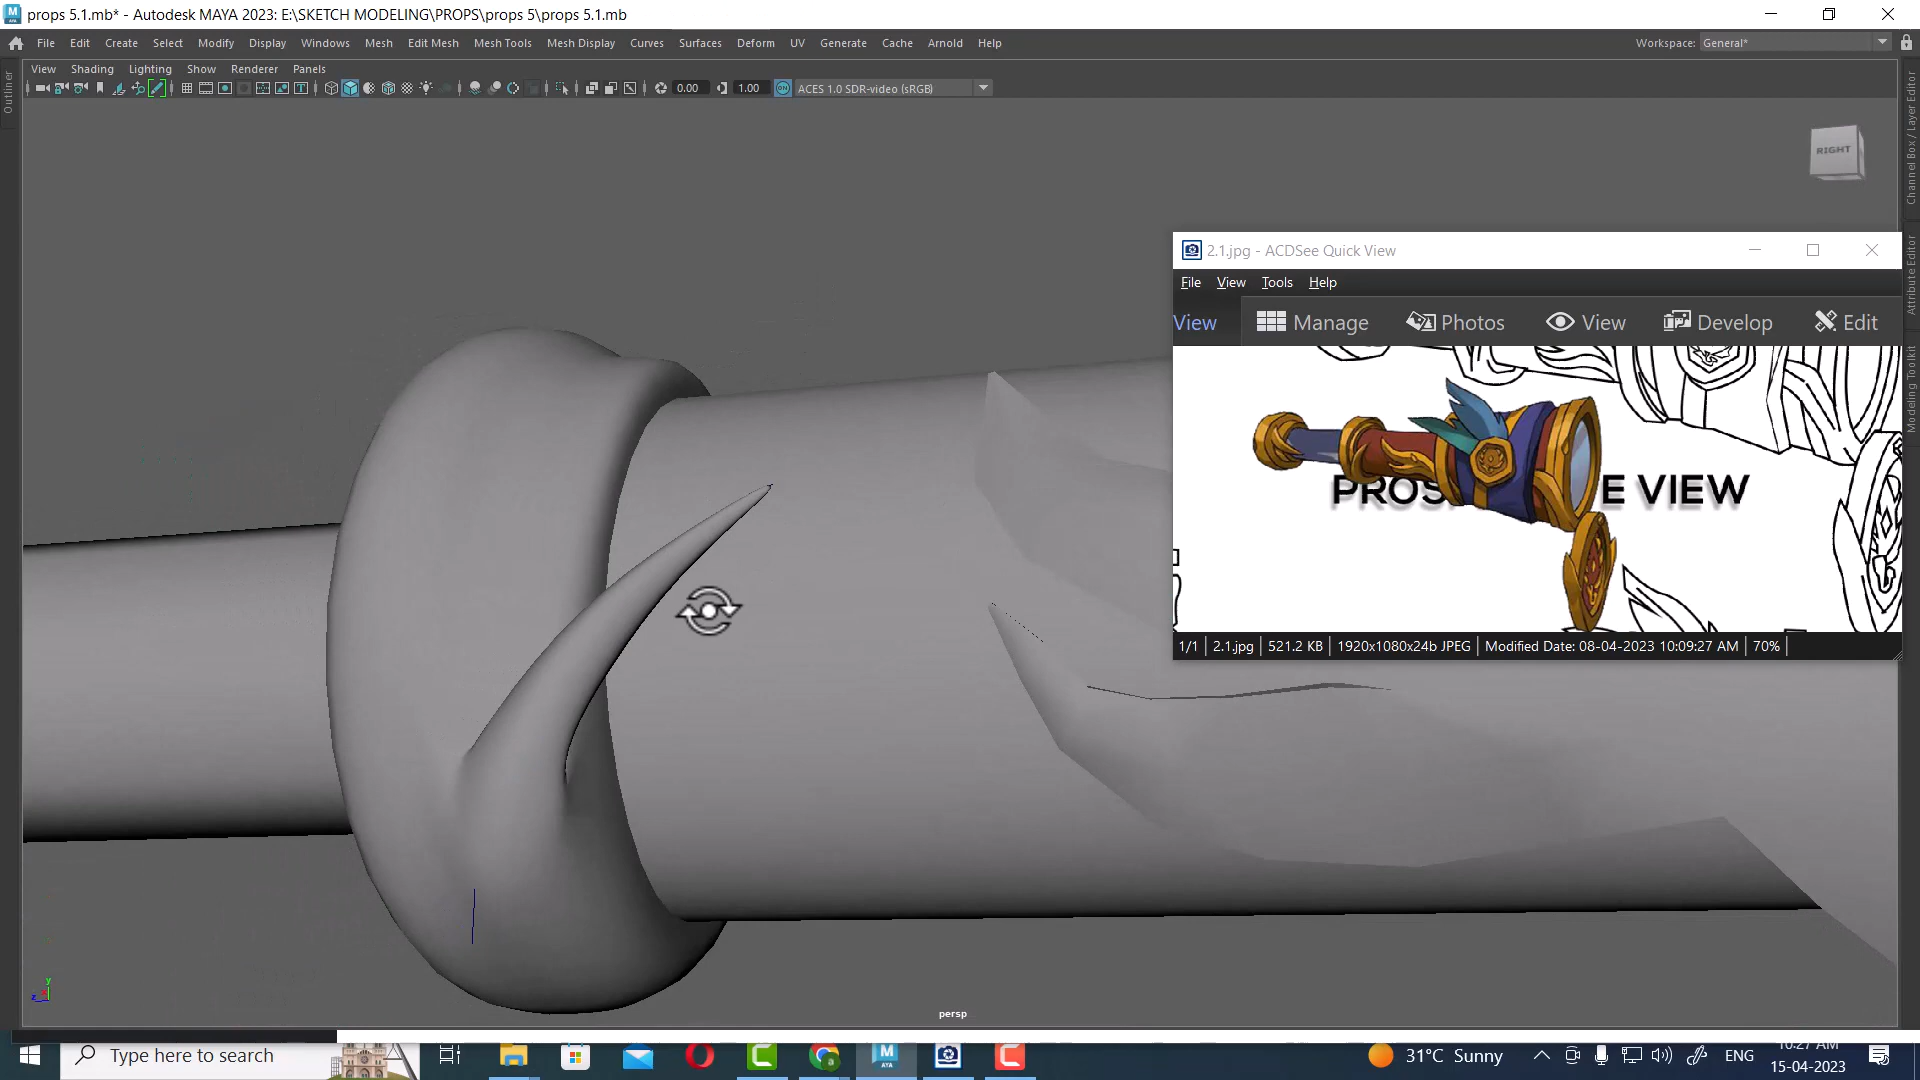 props 5.1.mb* - Autodesk MAYA 2023: E:\SKETCH MODELING\PROPS\props 5\props 5.1.mb
File Edit Create Select Modify Display Windows Mesh Edit Mesh Mesh Tools Mesh Display Curves Surfaces Deform UV Generate Cache Arnold Help
Workspace: General*
View Shading Lighting Show Renderer Panels
0.00 1.00 ON ACES 1.0 SDR-video (sRGB)
Outliner
Channel Box / Layer Editor
Attribute Editor
Modeling Toolkit
RIGHT
2.1.jpg - ACDSee Quick View
File View Tools Help
View Manage Photos View Develop Edit
PROS E VIEW
1/1 2.1.jpg 521.2 KB 1920x1080x24b JPEG Modified Date: 08-04-2023 10:09:27 AM 70%
y
z
persp
Type here to search
M
AYA
31°C Sunny
ENG
10:27 AM
15-04-2023